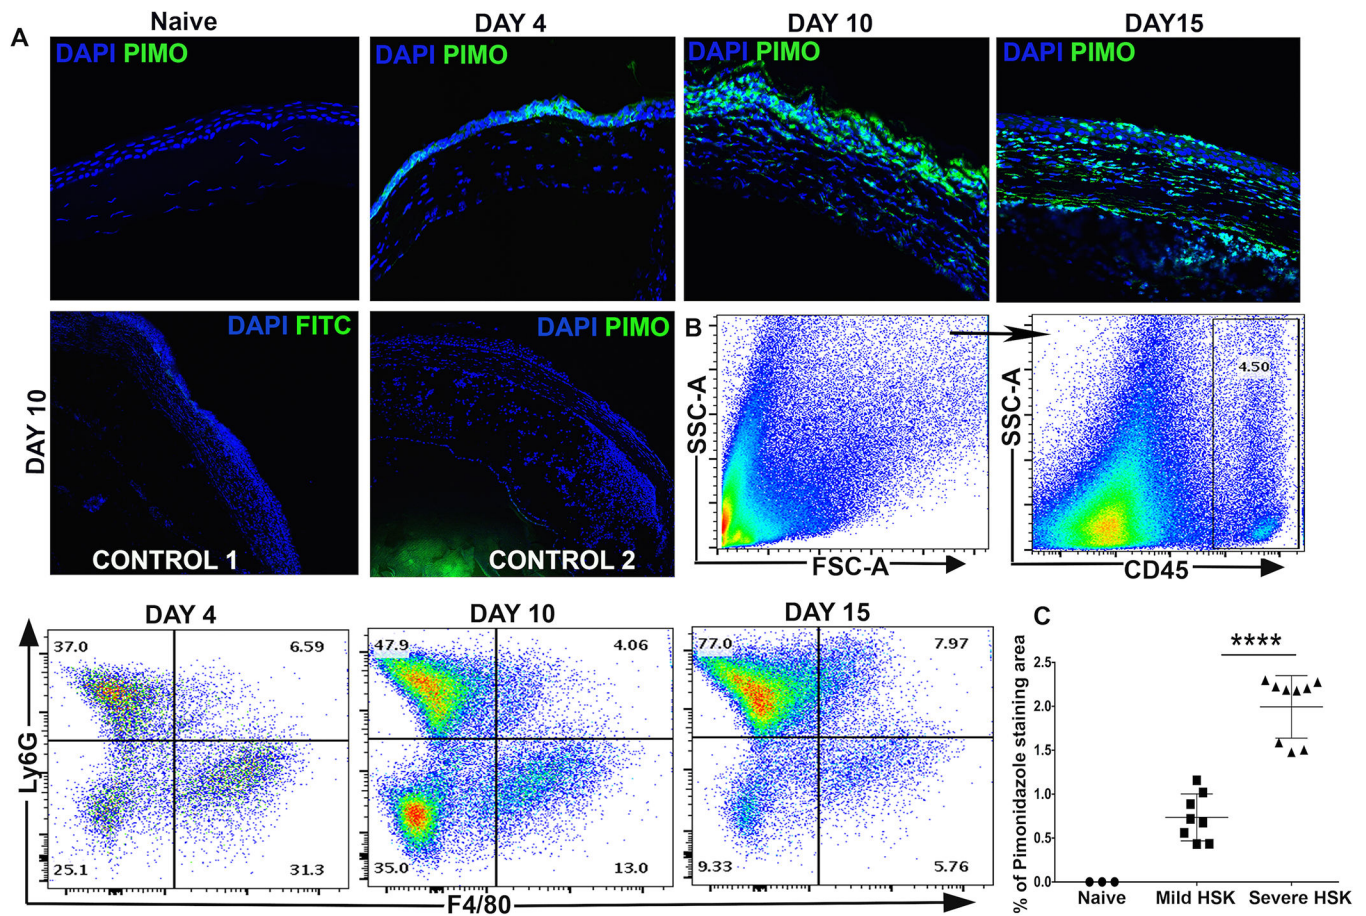 A
Naive
DAY 4
DAY 10
DAY15
DAPI PIMO
DAPI PIMO
DAPI PIMO
DAPI PIMO
DAY 10
DAPI FITC
CONTROL 1
DAPI PIMO
CONTROL 2
B
SSC-A
FSC-A
SSC-A
4.50
CD45
DAY 4
DAY 10
DAY 15
Ly6G
37.0
6.59
25.1
31.3
47.9
4.06
35.0
13.0
77.0
7.97
9.33
5.76
F4/80
C
****
% of Pimonidazole staining area
2.5
2.0
1.5
1.0
0.5
0.0
Naive
Mild HSK
Severe HSK